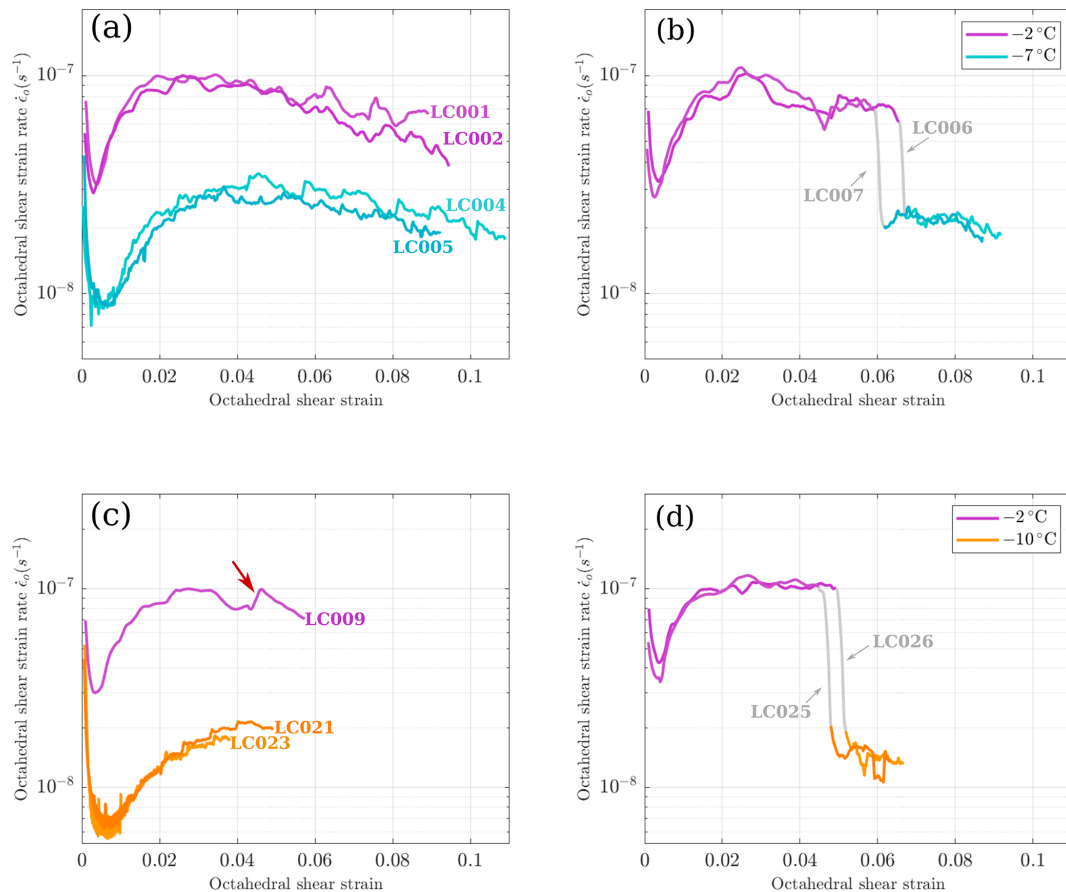 (a)
Octahedral shear strain rate ε̇ₒ(s⁻¹)
10⁻⁷
10⁻⁸
LC001
LC002
LC004
LC005
0 0.02 0.04 0.06 0.08 0.1
Octahedral shear strain
(b)
−2 °C
−7 °C
Octahedral shear strain rate ε̇ₒ(s⁻¹)
10⁻⁷
10⁻⁸
LC006
LC007
0 0.02 0.04 0.06 0.08 0.1
Octahedral shear strain
(c)
Octahedral shear strain rate ε̇ₒ(s⁻¹)
10⁻⁷
10⁻⁸
LC009
LC021
LC023
0 0.02 0.04 0.06 0.08 0.1
Octahedral shear strain
(d)
−2 °C
−10 °C
Octahedral shear strain rate ε̇ₒ(s⁻¹)
10⁻⁷
10⁻⁸
LC026
LC025
0 0.02 0.04 0.06 0.08 0.1
Octahedral shear strain